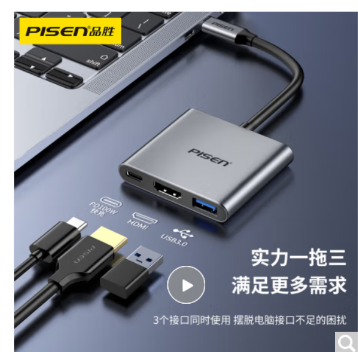 PISEN品胜
PISEN
PD100W
HDMI
USB3.0
PISEN
实力一拖三
满足更多需求
3个接口同时使用 摆脱电脑接口不足的困扰